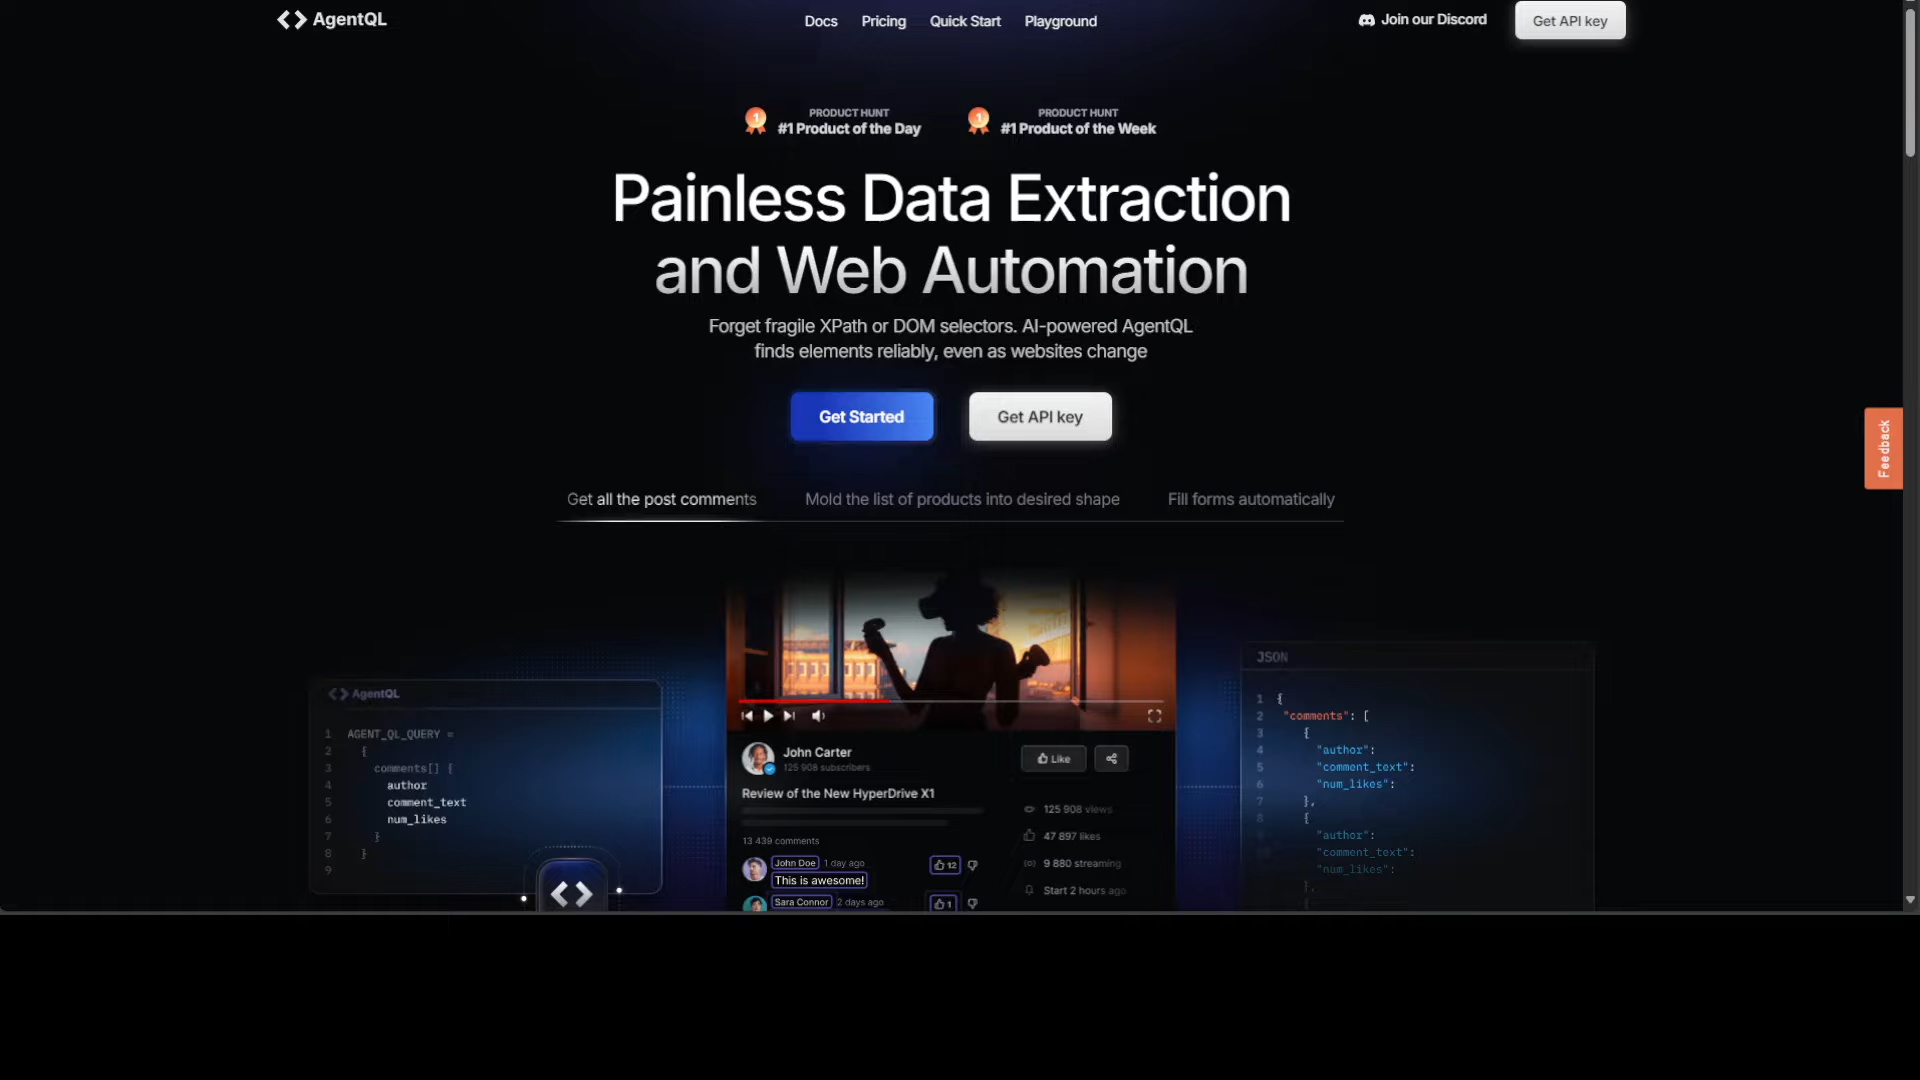 AgentQL
Docs Pricing Quick Start Playground
Join our Discord
Get API key
PRODUCT HUNT
#1 Product of the Day
PRODUCT HUNT
#1 Product of the Week
Painless Data Extraction
and Web Automation
Forget fragile XPath or DOM selectors. AI-powered AgentQL
finds elements reliably, even as websites change
Get Started
Get API key
Get all the post comments
Mold the list of products into desired shape
Fill forms automatically
Feedback
AgentQL
1 AGENT_QL_QUERY =
2 {
3 comments[] {
4 author
5 comment_text
6 num_likes
7 }
8 }
9
John Carter
125 908 subscribers
Like
Review of the New HyperDrive X1
13 439 comments
John Doe 1 day ago
This is awesome!
12
Sara Connor 2 days ago
1
125 908 views
47 897 likes
9 880 streaming
Start 2 hours ago
JSON
1 {
2 "comments": [
3 {
4 "author":
5 "comment_text":
6 "num_likes":
7 },
8 {
"author":
"comment_text":
"num_likes":
},
{